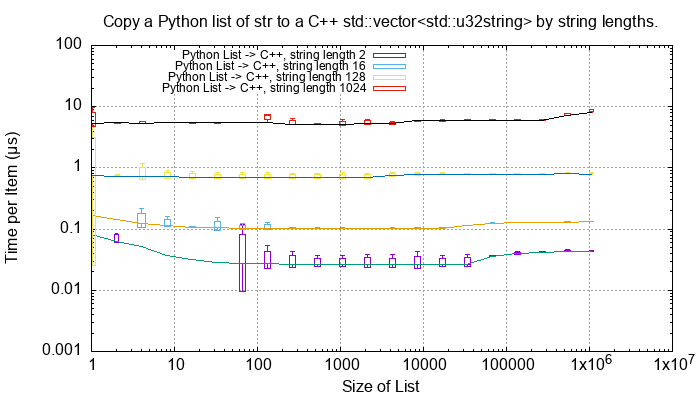 Copy a Python list of str to a C++ std::vector<std::u32string> by string lengths.
Python List -> C++, string length 2
Python List -> C++, string length 16
Python List -> C++, string length 128
Python List -> C++, string length 1024
Time per Item (µs)
100
10
1
0.1
0.01
0.001
1 10 100 1000 10000 100000 1x10⁶ 1x10⁷
Size of List